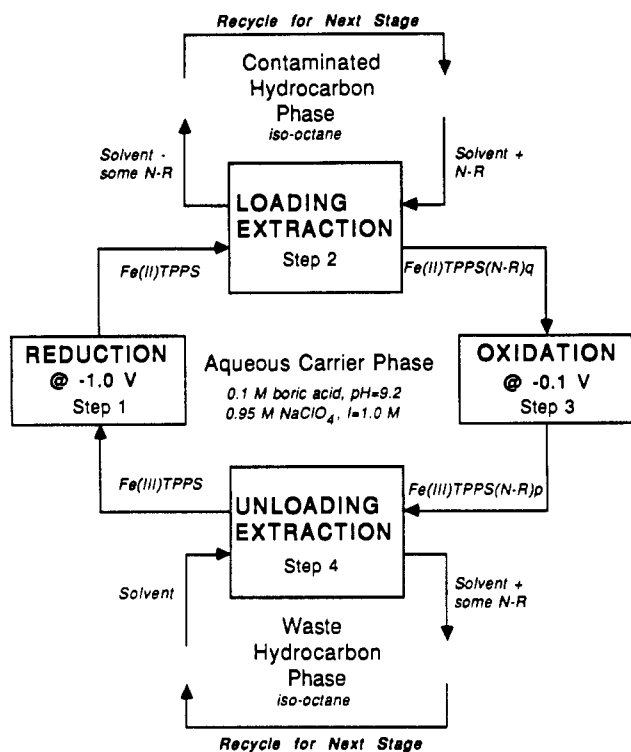 Recycle for Next Stage
Contaminated
Hydrocarbon
Phase
iso-octane
Solvent -
some N-R
Solvent +
N-R
LOADING
EXTRACTION
Step 2
Fe(II)TPPS
Fe(II)TPPS(N-R)q
REDUCTION
@ -1.0 V
Step 1
Aqueous Carrier Phase
0.1 M boric acid, pH=9.2
0.95 M NaClO4, I=1.0 M
OXIDATION
@ -0.1 V
Step 3
Fe(III)TPPS
Fe(III)TPPS(N-R)p
UNLOADING
EXTRACTION
Step 4
Solvent
Solvent +
some N-R
Waste
Hydrocarbon
Phase
iso-octane
Recycle for Next Stage